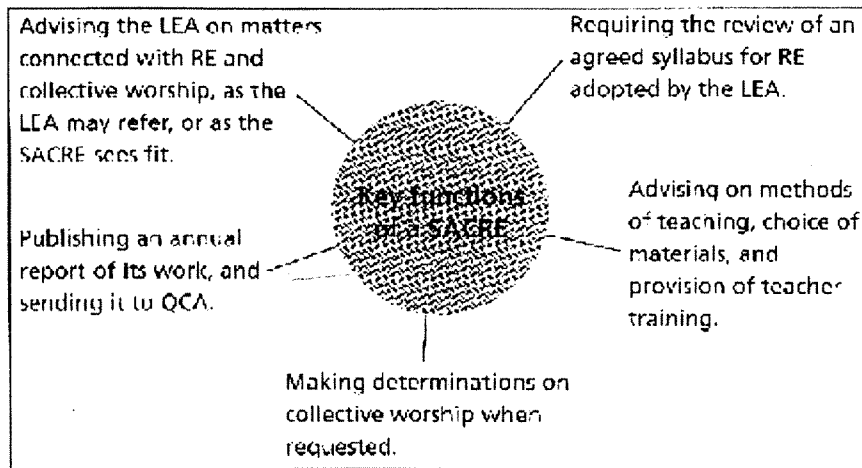 Advising the LEA on matters
connected with RE and
collective worship, as the
LEA may refer, or as the
SACRE sees fit.
Requiring the review of an
agreed syllabus for RE
adopted by the LEA.
Key functions
of a SACRE
Advising on methods
of teaching, choice of
materials, and
provision of teacher
training.
Publishing an annual
report of its work, and
sending it to QCA.
Making determinations on
collective worship when
requested.